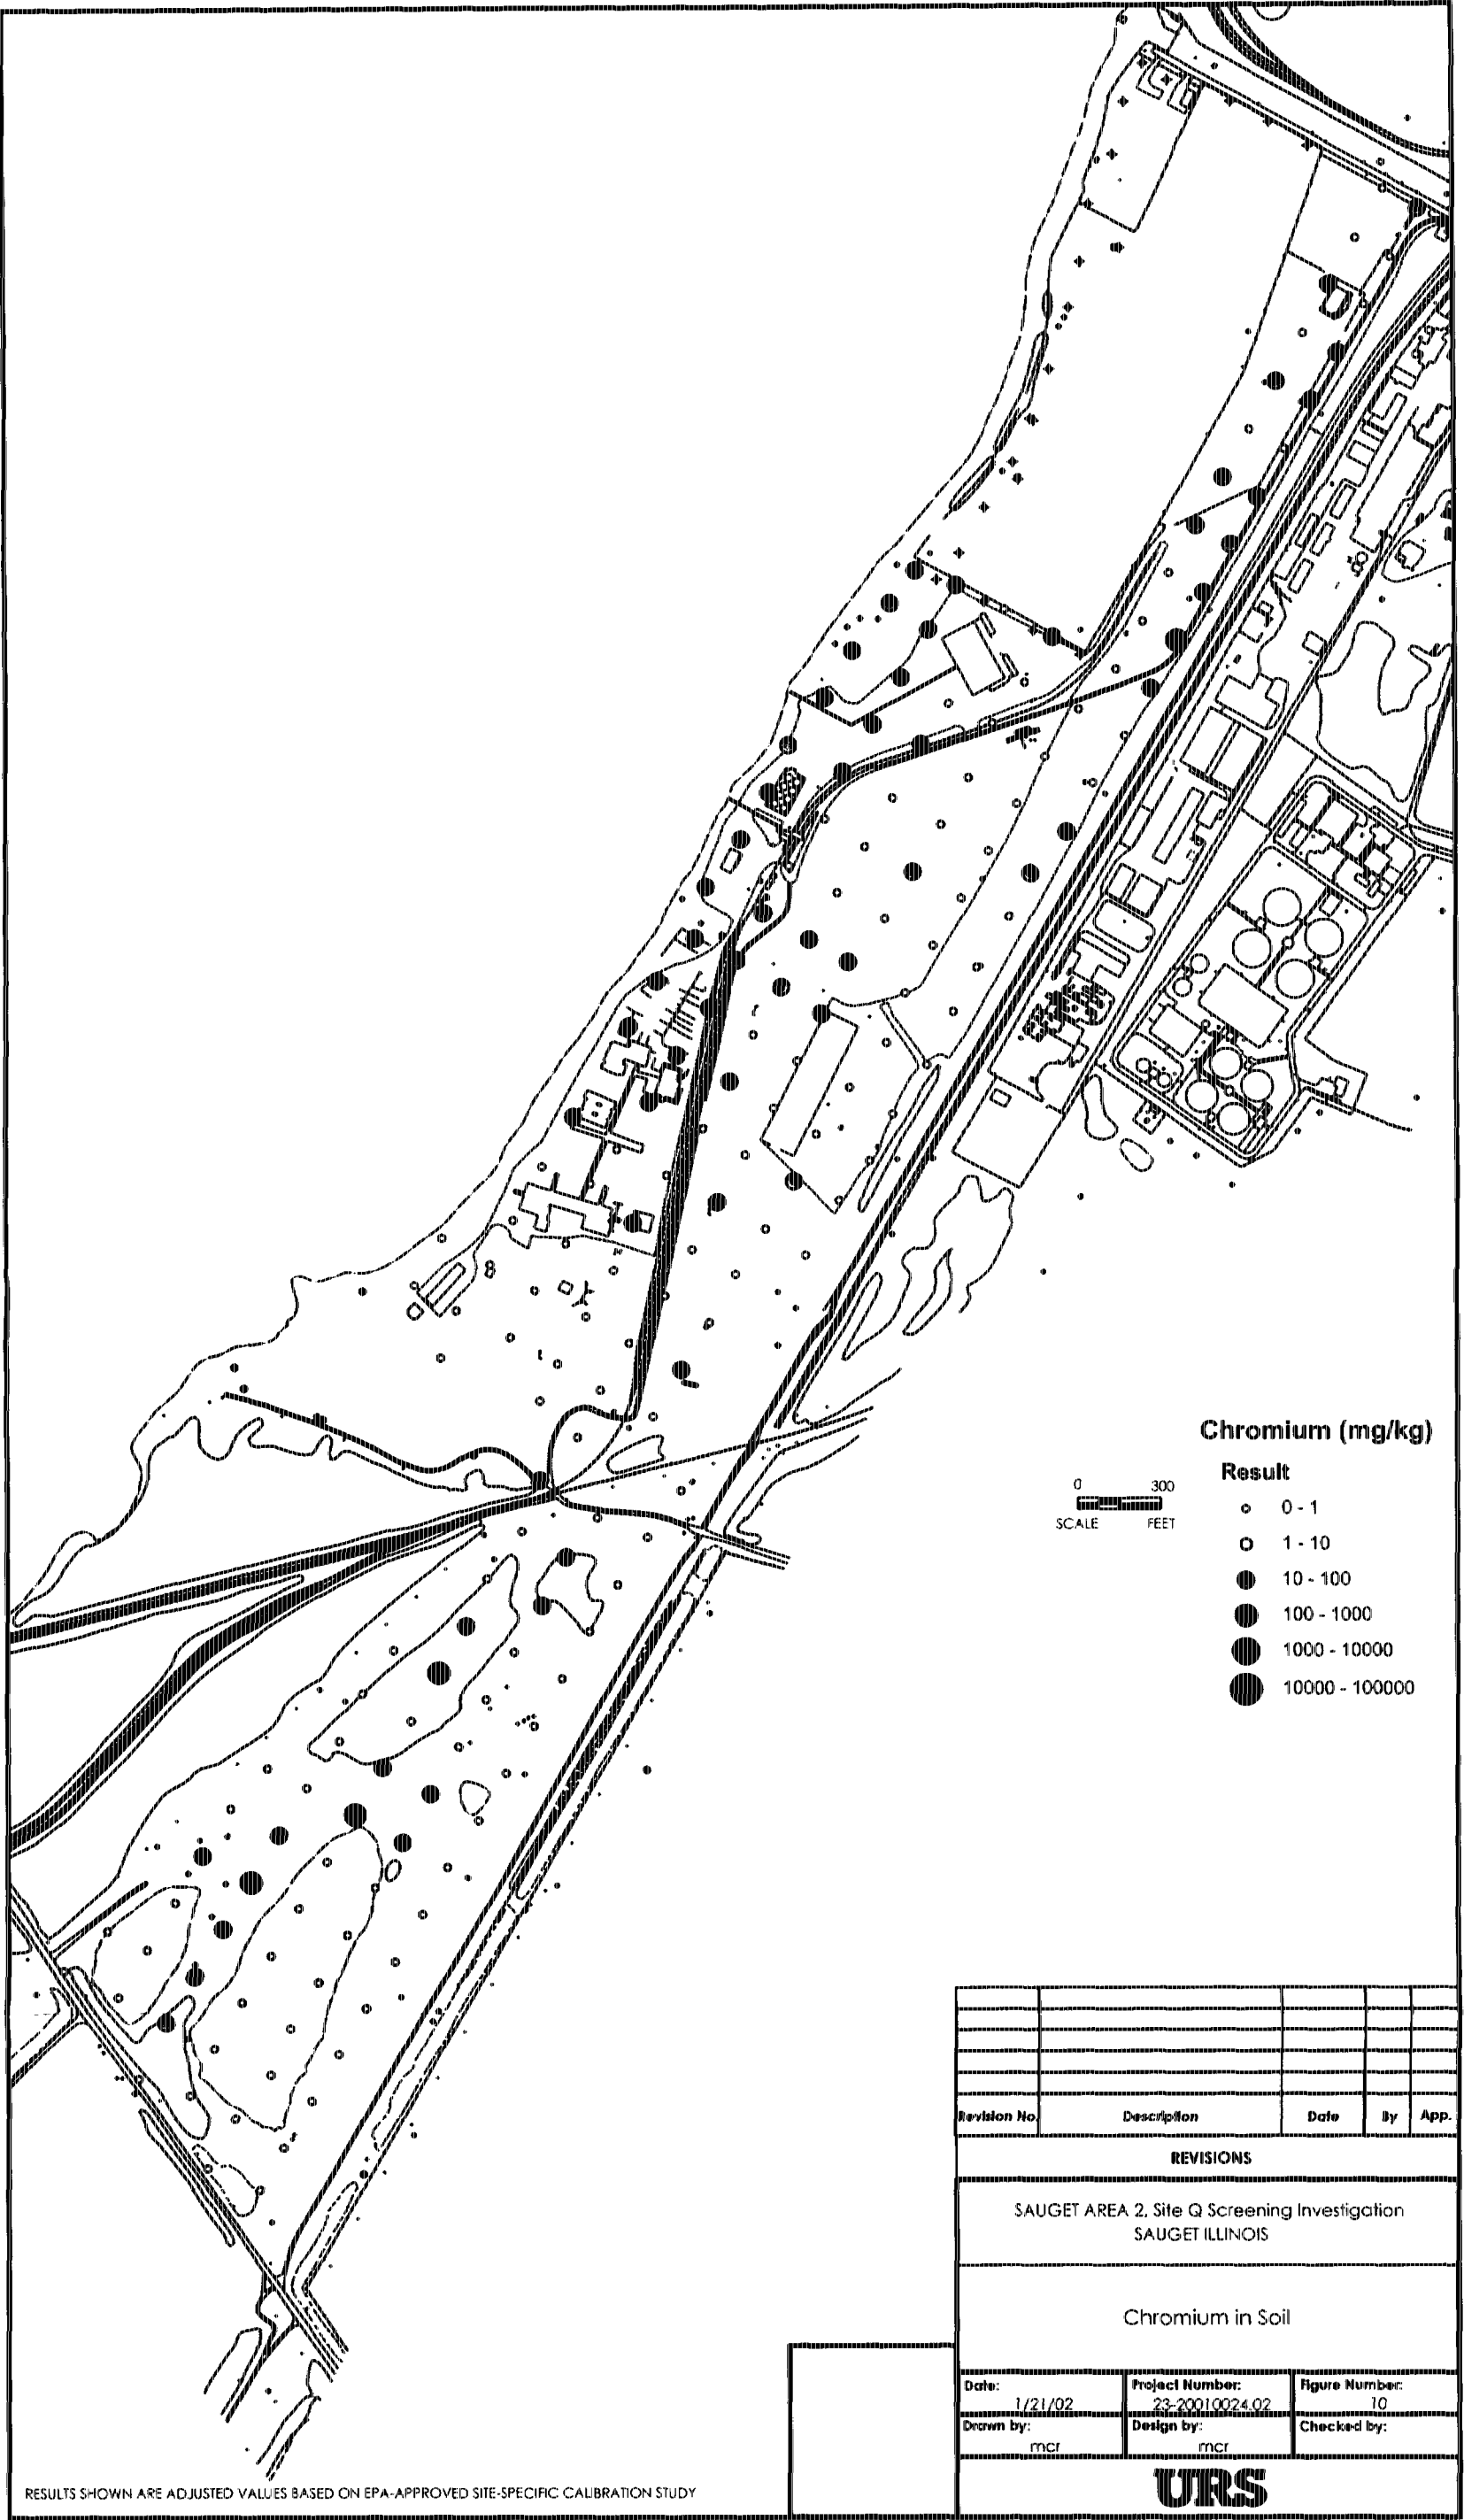 Chromium (mg/kg)
Result
0 - 1
1 - 10
10 - 100
100 - 1000
1000 - 10000
10000 - 100000
0 300
SCALE FEET
Revision No. Description Date By App.
REVISIONS
SAUGET AREA 2, Site Q Screening Investigation
SAUGET ILLINOIS
Chromium in Soil
Date: Project Number: Figure Number:
1/21/02 23-20010024.02 10
Drawn by: Design by: Checked by:
mcr mcr
URS
RESULTS SHOWN ARE ADJUSTED VALUES BASED ON EPA-APPROVED SITE-SPECIFIC CALIBRATION STUDY